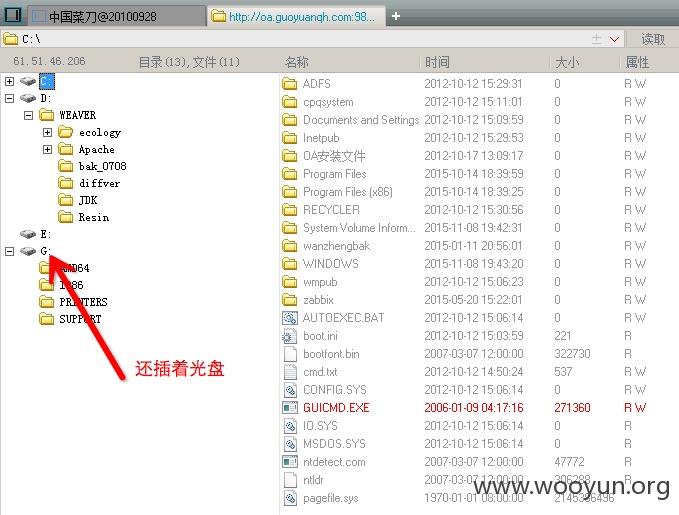 中国菜刀@20100928
http://oa.guoyuanqh.com:98...
C:\
读取
61.51.46.206 目录(13),文件(11) 名称 时间 大小 属性
C:
D:
WEAVER
ecology
Apache
bak_0708
diffver
JDK
Resin
E:
G:
AMD64
I386
PRINTERS
SUPPORT
还插着光盘
ADFS 2012-10-12 15:29:31 0 R W
cpqsystem 2012-10-12 15:11:01 0 R W
Documents and Settings 2012-10-12 15:09:59 0 R W
Inetpub 2012-10-12 15:13:40 0 R W
OA安装文件 2012-10-17 13:09:17 0 R W
Program Files 2015-10-14 18:39:59 0 R W
Program Files (x86) 2015-10-14 18:39:25 0 R W
RECYCLER 2012-10-12 15:29:50 0 R W
System Volume Inform... 2015-11-08 19:42:31 0 R W
wanzhengbak 2015-01-11 20:56:51 0 R W
WINDOWS 2015-11-08 19:43:20 0 R W
wmpub 2012-10-12 15:06:23 0 R W
zabbix 2015-05-20 15:22:01 0 R W
AUTOEXEC.BAT 2012-10-12 15:06:14 0 R W
boot.ini 2012-10-12 15:03:59 221 R
bootfont.bin 2007-03-07 12:00:00 322730 R
cmd.txt 2012-10-12 14:50:24 537 R W
CONFIG.SYS 2012-10-12 15:06:14 0 R W
GUICMD.EXE 2006-01-09 04:17:16 271360 R W
IO.SYS 2012-10-12 15:06:14 0 R
MSDOS.SYS 2012-10-12 15:06:14 0 R
ntdetect.com 2007-03-07 12:00:00 47772 R
ntldr 2007-03-07 12:00:00 306288 R
pagefile.sys 1970-01-01 08:00:00 2145386496
www.wooyun.org